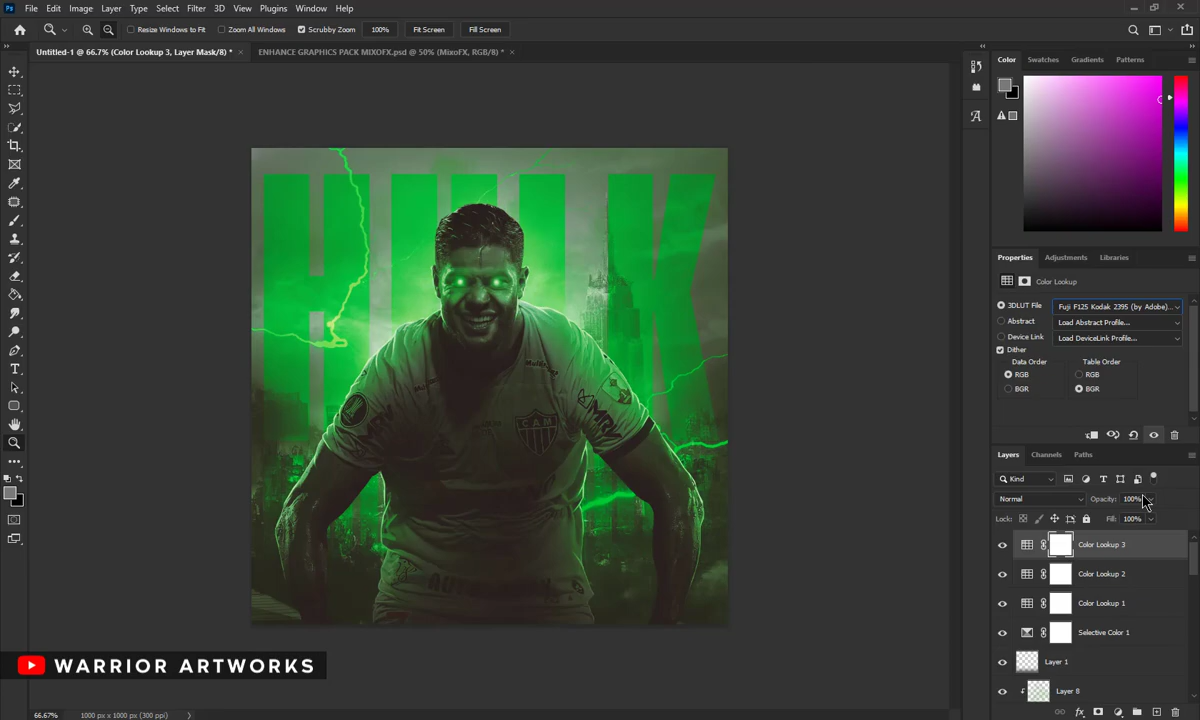 Ps File Edit Image Layer Type Select Filter 3D View Plugins Window Help
Resize Windows to Fit Zoom All Windows Scrubby Zoom 100% Fit Screen Fill Screen
Untitled-1 @ 66.7% (Color Lookup 3, Layer Mask/8) * × ENHANCE GRAPHICS PACK MIXOFX.psd @ 50% (MixoFX, RGB/8) * ×
Color Swatches Gradients Patterns
HULK
Properties Adjustments Libraries
Color Lookup
3DLUT File Fuji F125 Kodak 2395 (by Adobe)...
Abstract Load Abstract Profile...
Device Link Load DeviceLink Profile...
Dither
Data Order Table Order
RGB RGB
BGR BGR
MRV
CAM
MRV
Layers Channels Paths
Kind
Normal Opacity: 100%
Lock: Fill: 100%
Color Lookup 3
Color Lookup 2
Color Lookup 1
Selective Color 1
Layer 1
Layer 8
WARRIOR ARTWORKS
66.67% 1000 px x 1000 px (300 ppi)